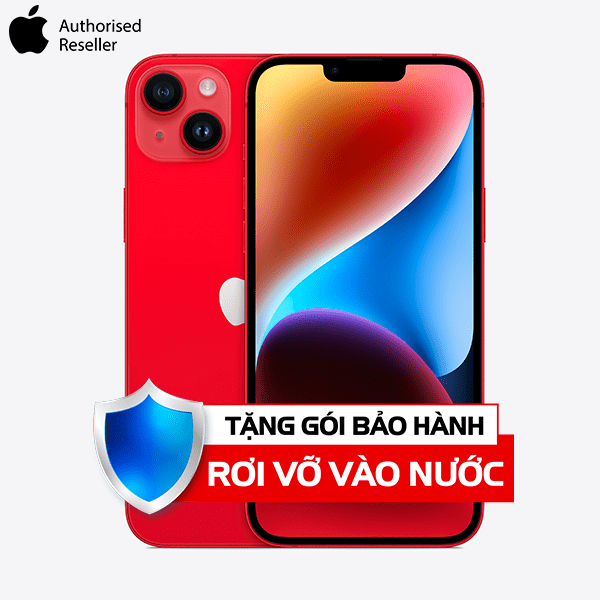 Authorised
Reseller
TẶNG GÓI BẢO HÀNH
RƠI VỠ VÀO NƯỚC